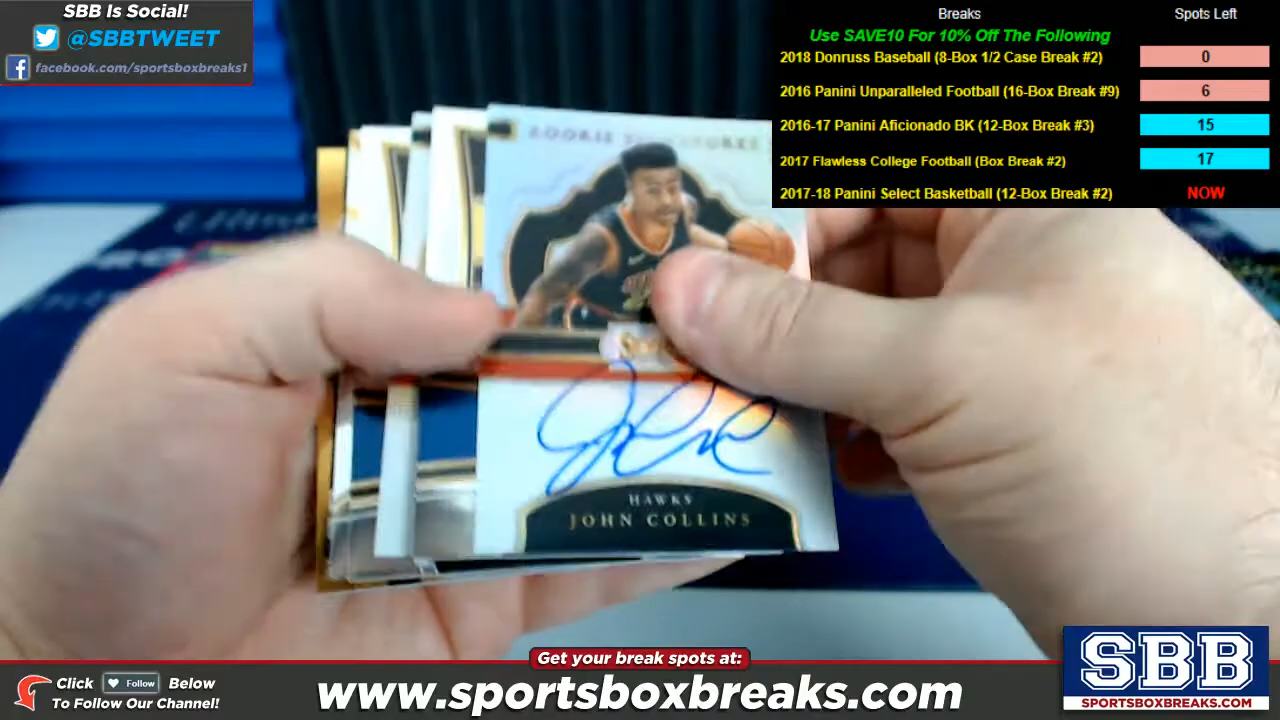 SBB Is Social!
@SBBTWEET
facebook.com/sportsboxbreaks1
Breaks Spots Left
Use SAVE10 For 10% Off The Following
2018 Donruss Baseball (8-Box 1/2 Case Break #2) 0
2016 Panini Unparalleled Football (16-Box Break #9) 6
2016-17 Panini Aficionado BK (12-Box Break #3) 15
2017 Flawless College Football (Box Break #2) 17
2017-18 Panini Select Basketball (12-Box Break #2) NOW
ROOKIE SIGNATURES
HAWKS
JOHN COLLINS
Get your break spots at:
Click Follow Below
To Follow Our Channel!
www.sportsboxbreaks.com
SBB
SPORTSBOXBREAKS.COM